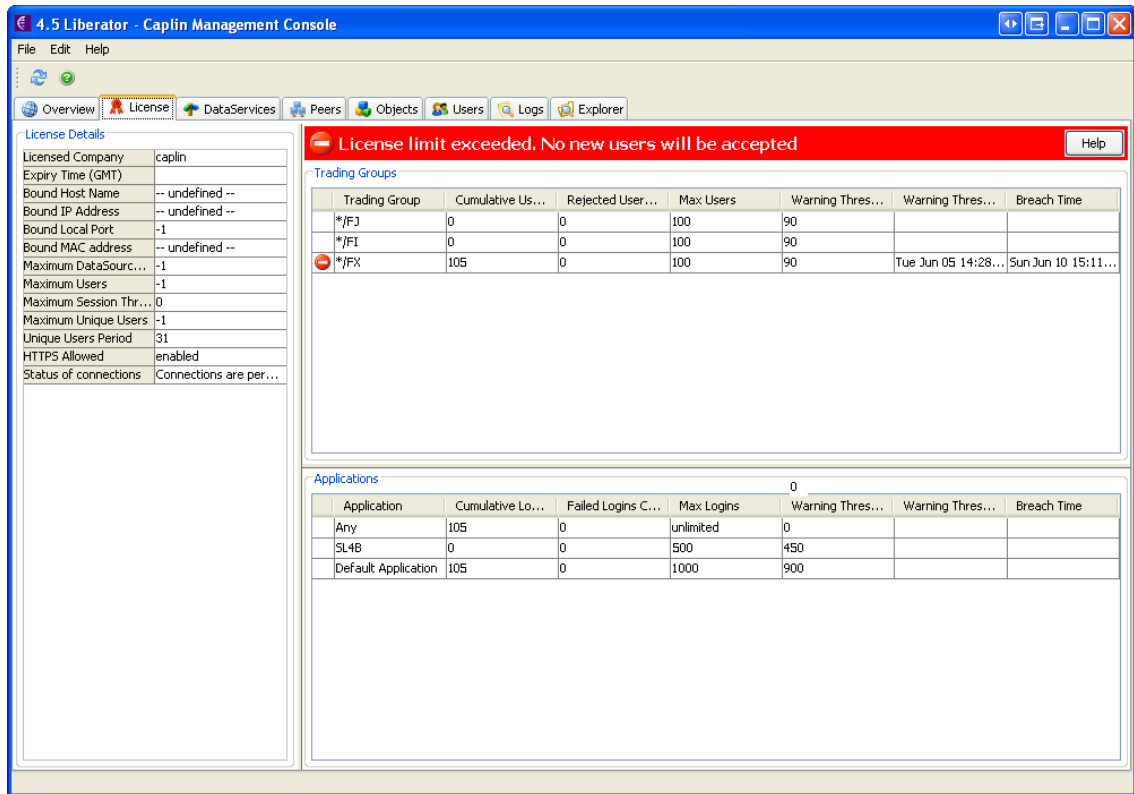 4.5 Liberator - Caplin Management Console
File Edit Help
Overview License DataServices Peers Objects Users Logs Explorer
License Details
Licensed Company caplin
Expiry Time (GMT)
Bound Host Name -- undefined --
Bound IP Address -- undefined --
Bound Local Port -1
Bound MAC address -- undefined --
Maximum DataSourc... -1
Maximum Users -1
Maximum Session Thr... 0
Maximum Unique Users -1
Unique Users Period 31
HTTPS Allowed enabled
Status of connections Connections are per...
License limit exceeded. No new users will be accepted Help
Trading Groups
Trading Group Cumulative Us... Rejected User... Max Users Warning Thres... Warning Thres... Breach Time
*/FJ 0 0 100 90
*/FI 0 0 100 90
*/FX 105 0 100 90 Tue Jun 05 14:28... Sun Jun 10 15:11...
Applications
0
Application Cumulative Lo... Failed Logins C... Max Logins Warning Thres... Warning Thres... Breach Time
Any 105 0 unlimited 0
SL4B 0 0 500 450
Default Application 105 0 1000 900